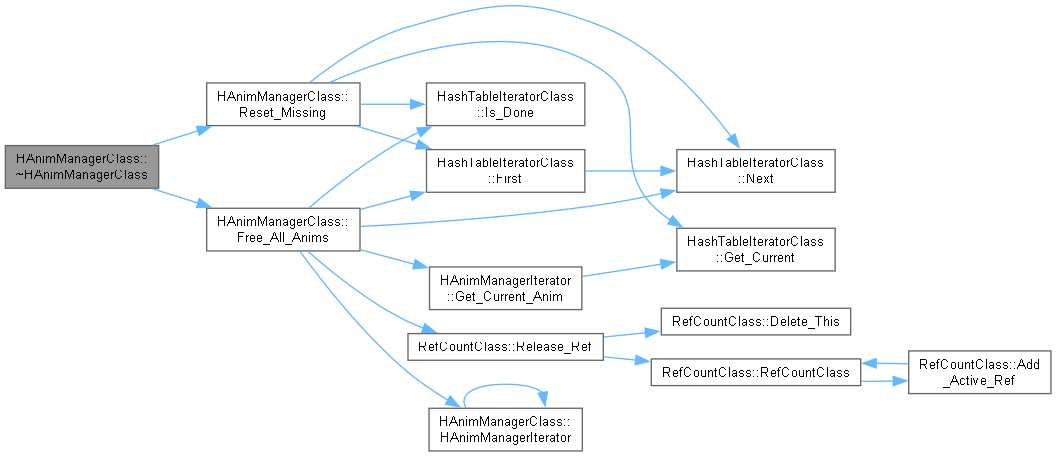 HAnimManagerClass::
~HAnimManagerClass
HAnimManagerClass::
Reset_Missing
HAnimManagerClass::
Free_All_Anims
HashTableIteratorClass
::Is_Done
HashTableIteratorClass
::First
HAnimManagerIterator
::Get_Current_Anim
RefCountClass::Release_Ref
HAnimManagerClass::
HAnimManagerIterator
HashTableIteratorClass
::Next
HashTableIteratorClass
::Get_Current
RefCountClass::Delete_This
RefCountClass::RefCountClass
RefCountClass::Add
_Active_Ref